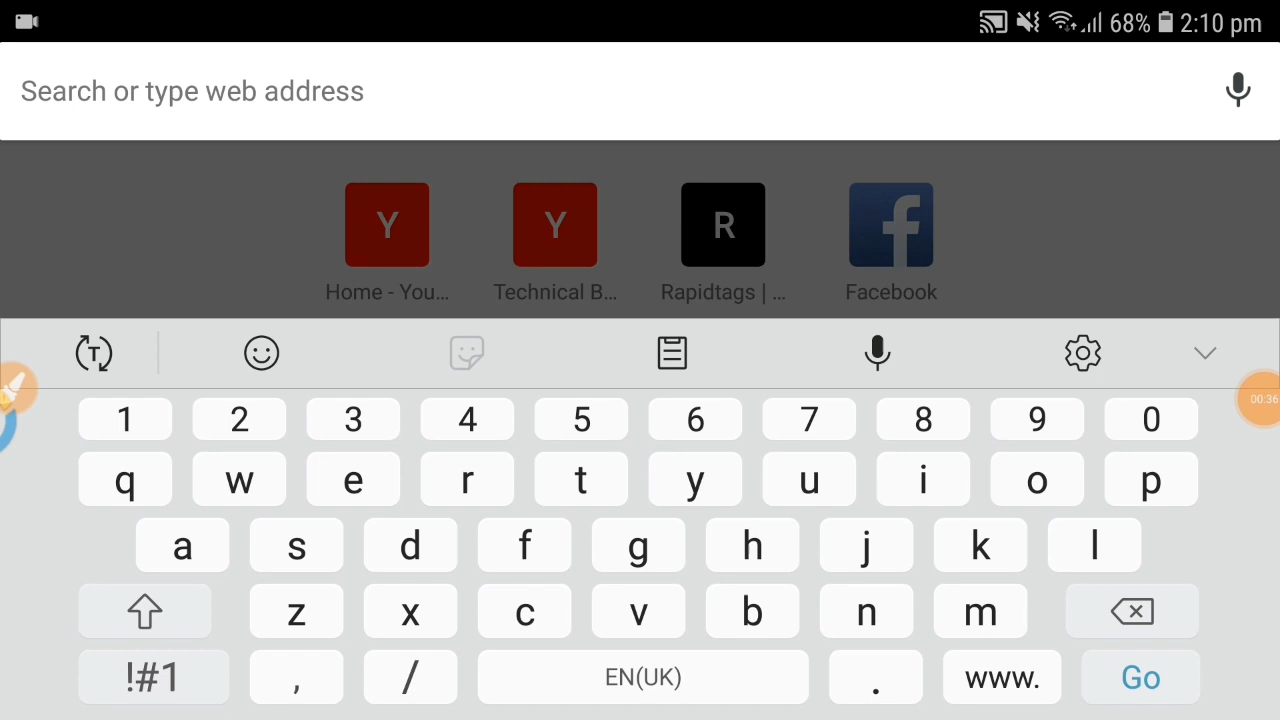 68% 2:10 pm
Search or type web address
Y Y R f
Home - You... Technical B... Rapidtags | ... Facebook
T
00:36
1 2 3 4 5 6 7 8 9 0
q w e r t y u i o p
a s d f g h j k l
z x c v b n m
!#1 , / EN(UK) . www. Go